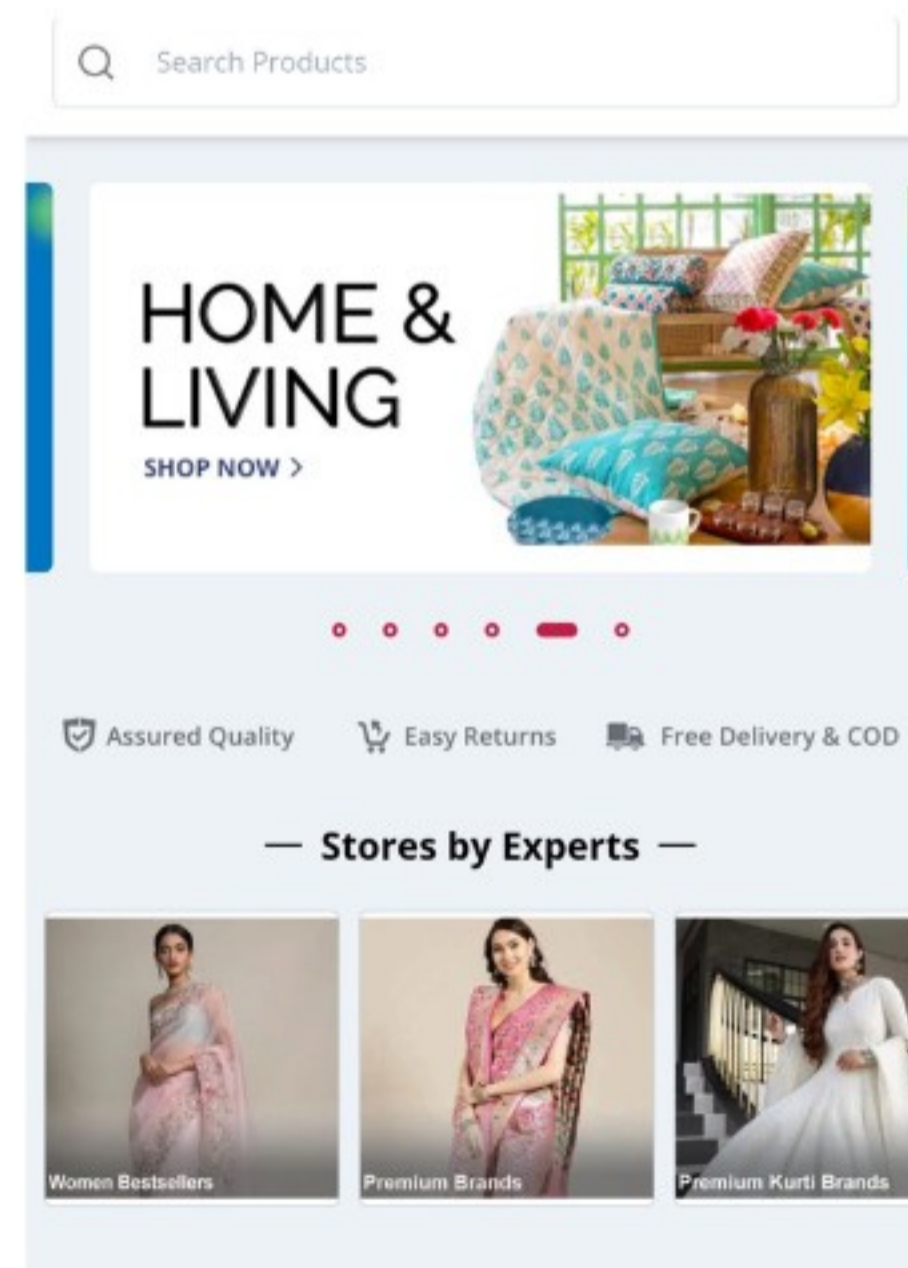 Search Products
HOME &
LIVING
SHOP NOW >
Assured Quality
Easy Returns
Free Delivery & COD
— Stores by Experts —
Women Bestsellers
Premium Brands
Premium Kurti Brands